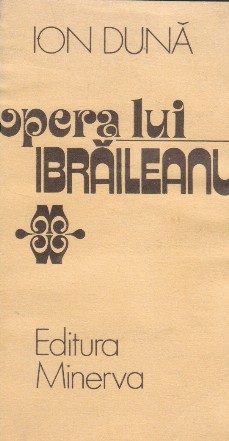 ION DUNĂ
opera lui
IBRĂILEANU
Editura
Minerva